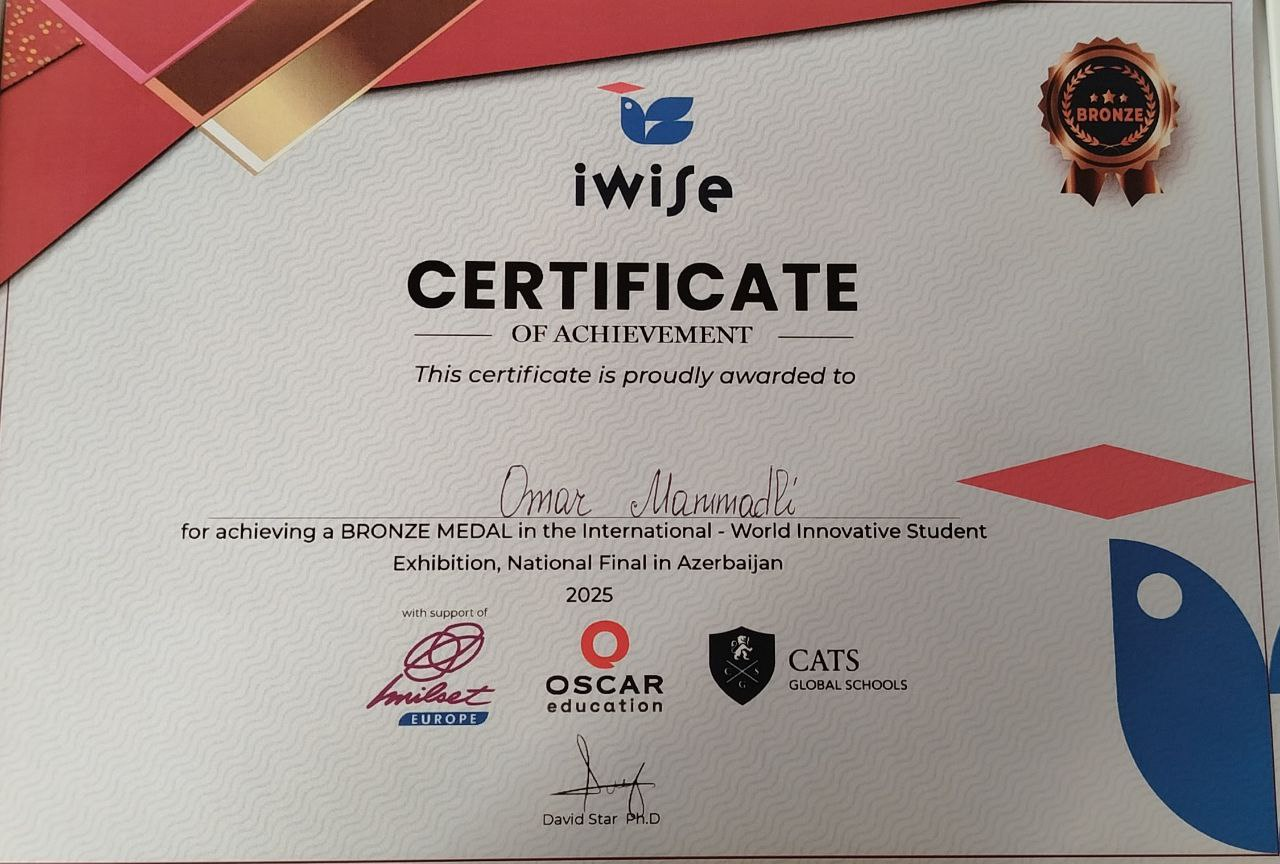 BRONZE
iwise
CERTIFICATE
OF ACHIEVEMENT
This certificate is proudly awarded to
Omar Mammadli
for achieving a BRONZE MEDAL in the International - World Innovative Student
Exhibition, National Final in Azerbaijan
2025
with support of
milset
EUROPE
OSCAR
education
C S
G
CATS
GLOBAL SCHOOLS
David Star Ph.D